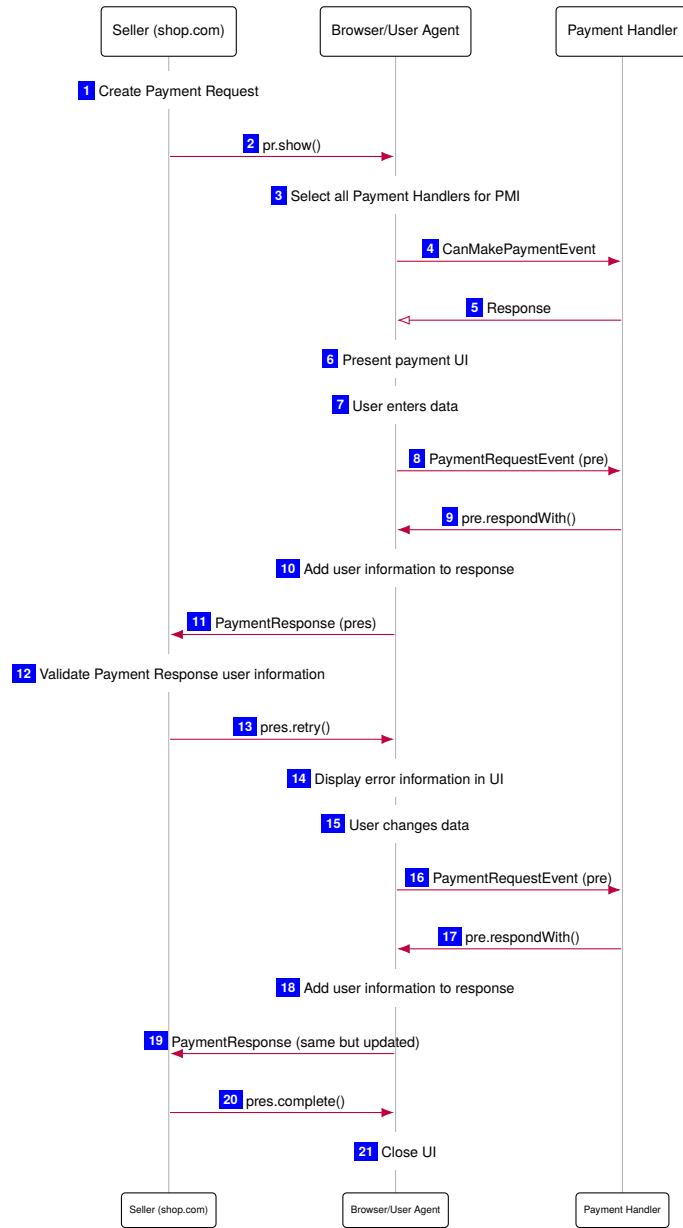 Seller (shop.com) Browser/User Agent Payment Handler
1 Create Payment Request
2 pr.show()
3 Select all Payment Handlers for PMI
4 CanMakePaymentEvent
5 Response
6 Present payment UI
7 User enters data
8 PaymentRequestEvent (pre)
9 pre.respondWith()
10 Add user information to response
11 PaymentResponse (pres)
12 Validate Payment Response user information
13 pres.retry()
14 Display error information in UI
15 User changes data
16 PaymentRequestEvent (pre)
17 pre.respondWith()
18 Add user information to response
19 PaymentResponse (same but updated)
20 pres.complete()
21 Close UI
Seller (shop.com) Browser/User Agent Payment Handler